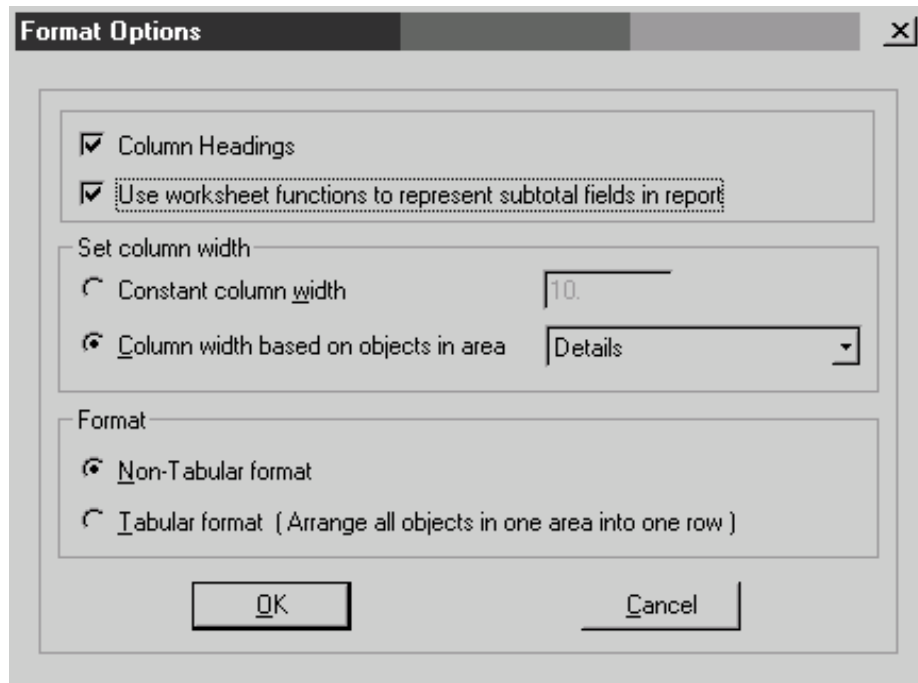 Format Options
Column Headings
Use worksheet functions to represent subtotal fields in report
Set column width
Constant column width 10.
Column width based on objects in area Details
Format
Non-Tabular format
Tabular format ( Arrange all objects in one area into one row )
OK Cancel